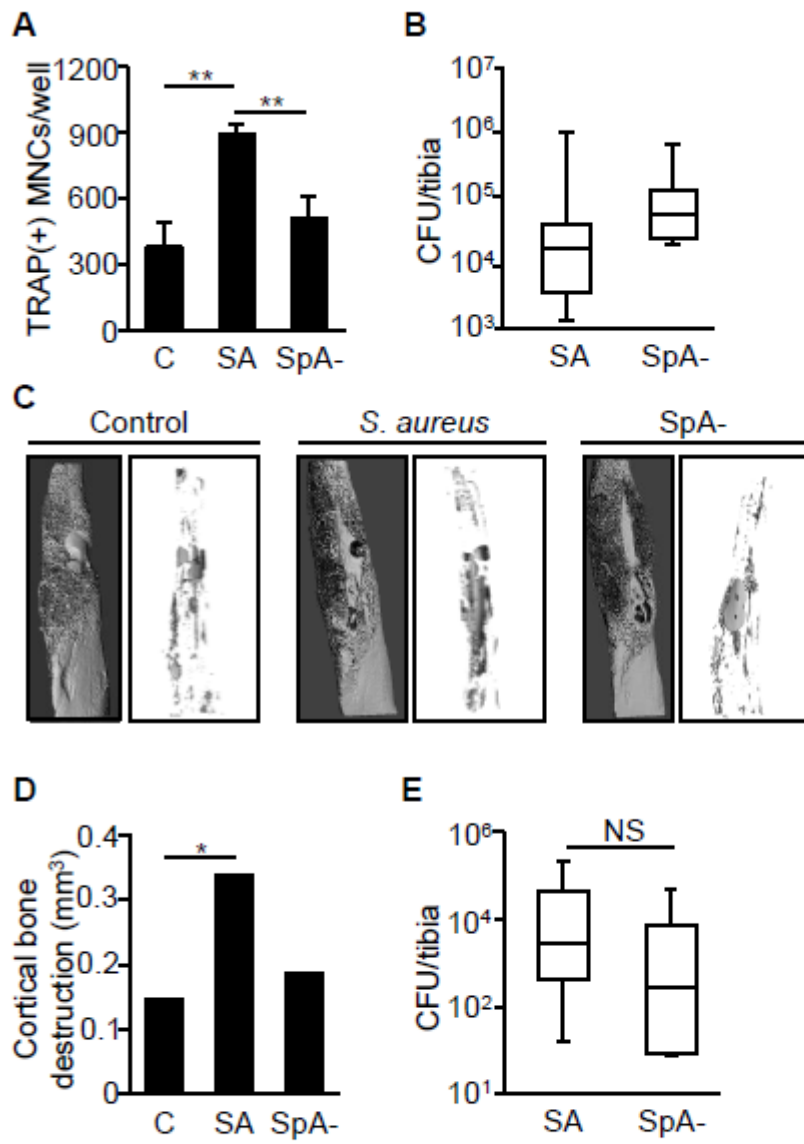 A
TRAP(+) MNCs/well
1200
900
600
300
0
**
**
C SA SpA-
B
CFU/tibia
10⁷
10⁶
10⁵
10⁴
10³
SA SpA-
C
Control S. aureus SpA-
D
Cortical bone
destruction (mm³)
0.4
0.3
0.2
0.1
0
*
C SA SpA-
E
CFU/tibia
10⁶
10⁴
10²
10¹
NS
SA SpA-